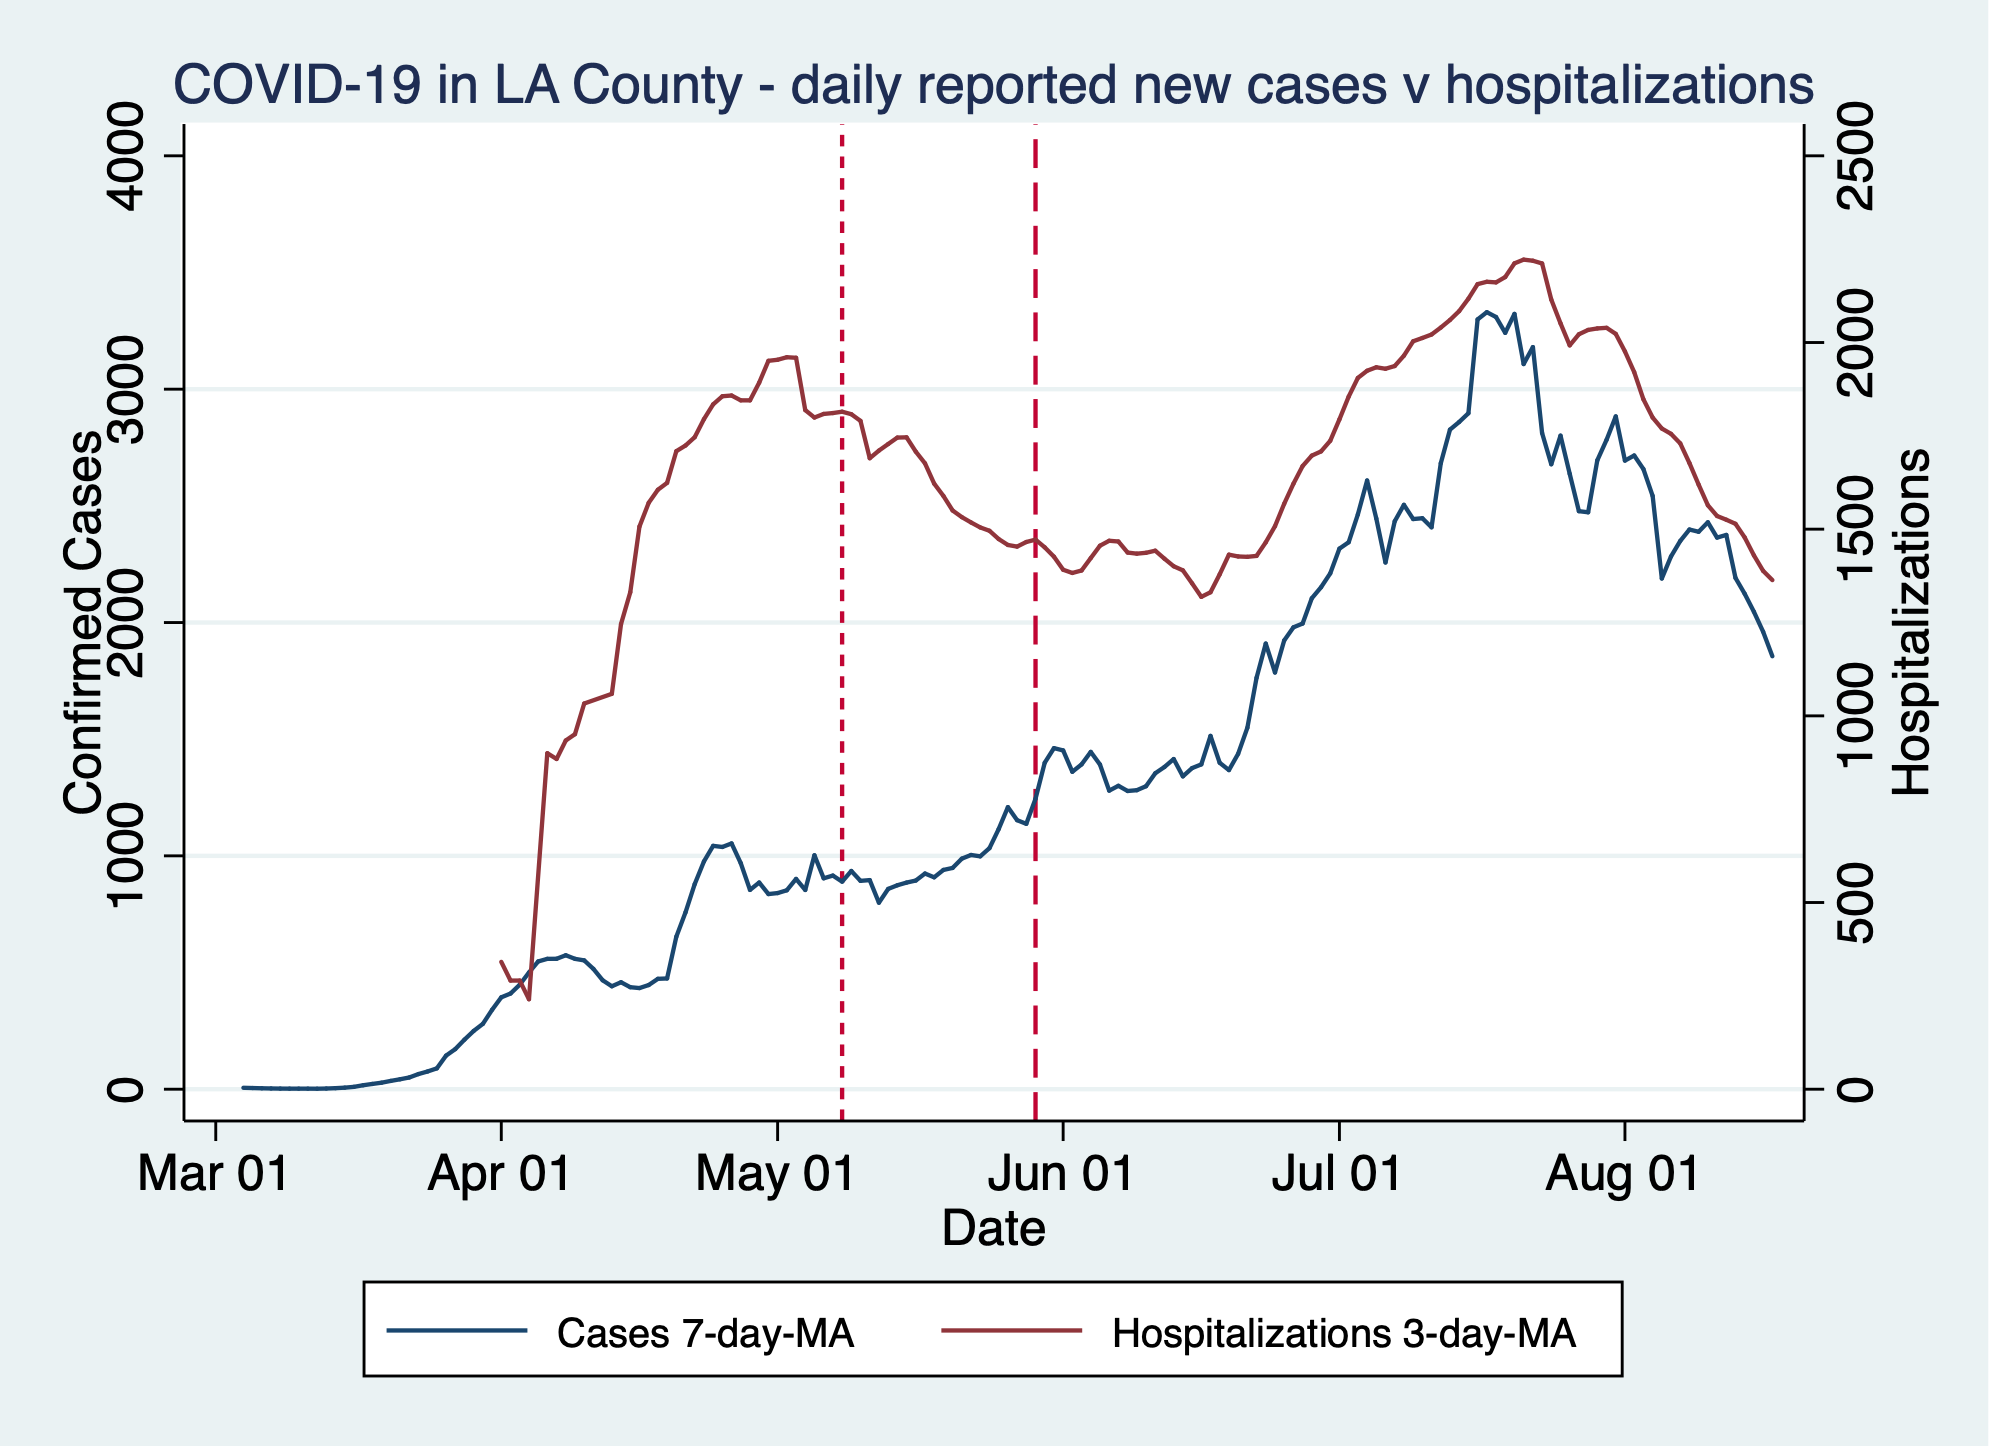 COVID-19 in LA County - daily reported new cases v hospitalizations
Confirmed Cases
4000
3000
2000
1000
0
2500
2000
1500
1000
500
0
Hospitalizations
Mar 01 Apr 01 May 01 Jun 01 Jul 01 Aug 01
Date
Cases 7-day-MA Hospitalizations 3-day-MA